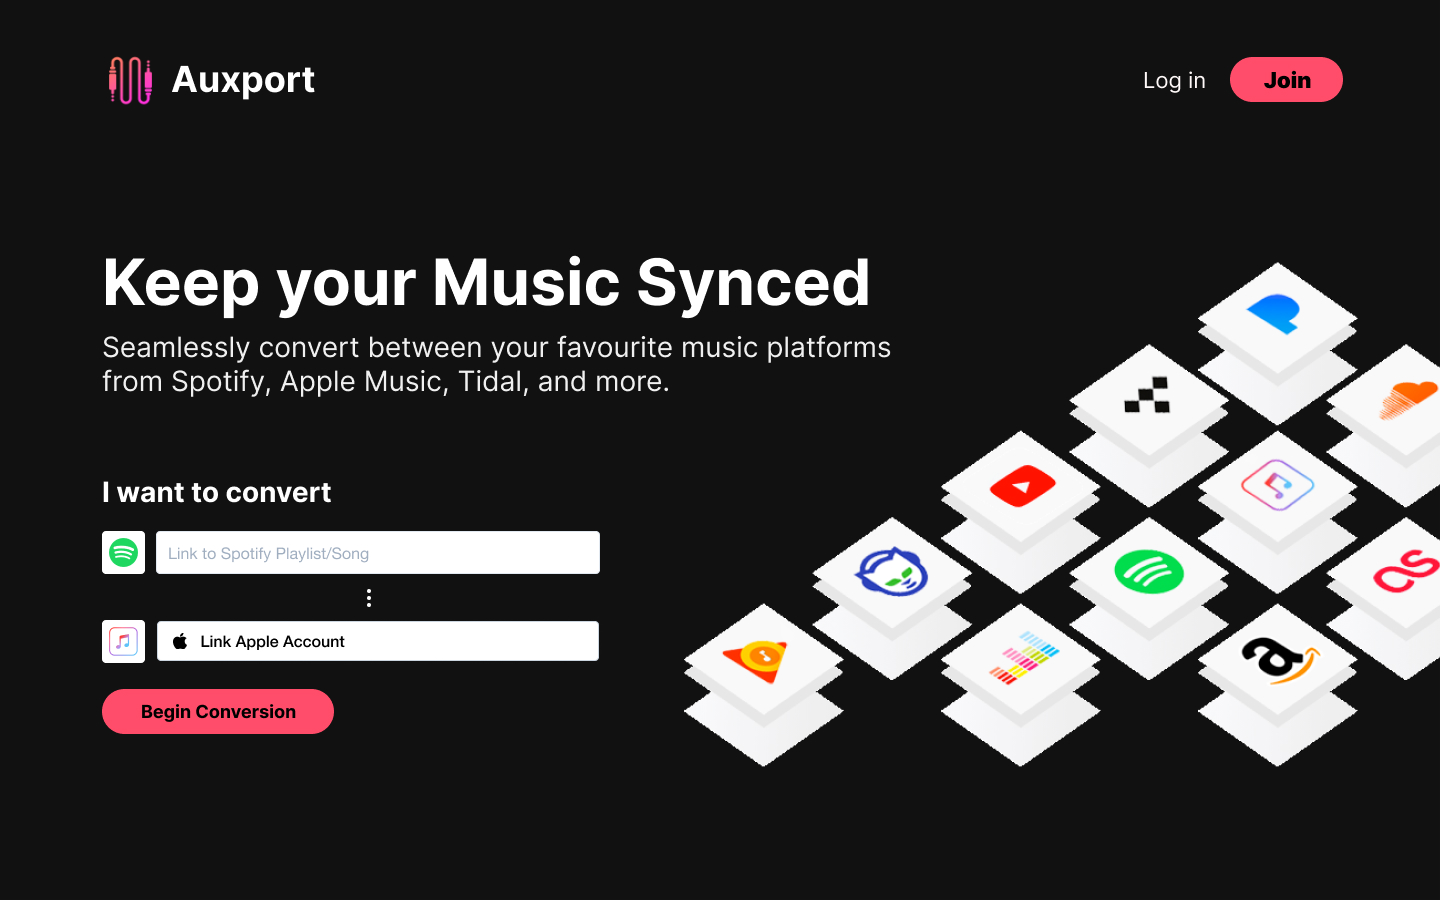 Auxport
Log in
Join
Keep your Music Synced
Seamlessly convert between your favourite music platforms
from Spotify, Apple Music, Tidal, and more.
I want to convert
Link to Spotify Playlist/Song
Link Apple Account
Begin Conversion